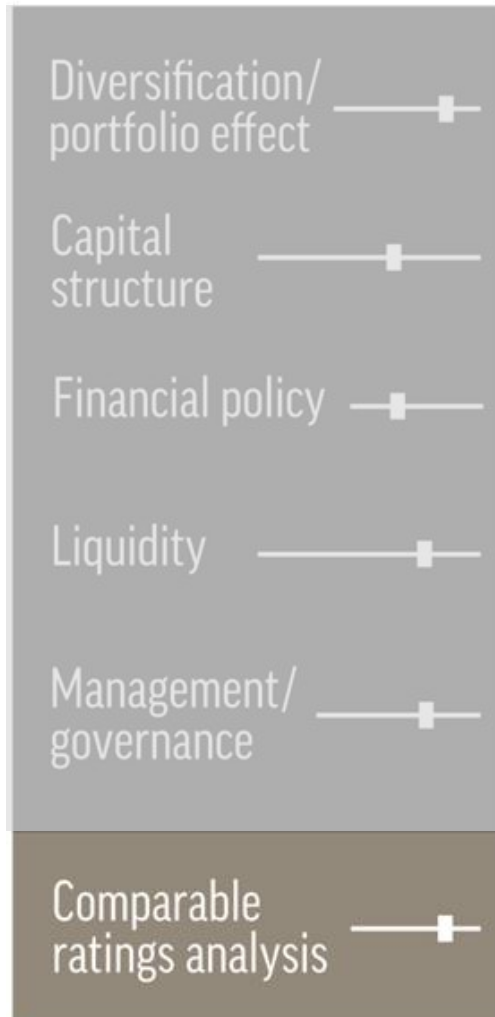 Diversification/
portfolio effect
Capital
structure
Financial policy
Liquidity
Management/
governance
Comparable
ratings analysis